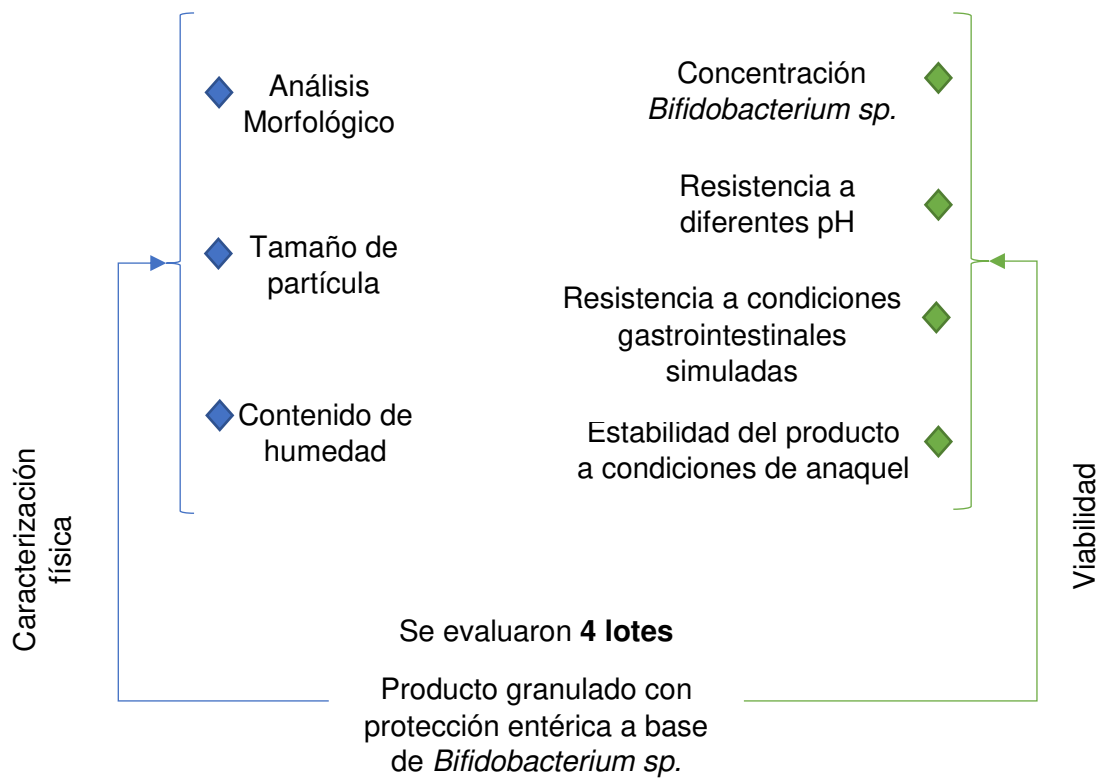 Análisis
Morfológico
Tamaño de
partícula
Contenido de
humedad
Caracterización
física
Concentración
Bifidobacterium sp.
Resistencia a
diferentes pH
Resistencia a condiciones
gastrointestinales
simuladas
Estabilidad del producto
a condiciones de anaquel
Viabilidad
Se evaluaron 4 lotes
Producto granulado con
protección entérica a base
de Bifidobacterium sp.